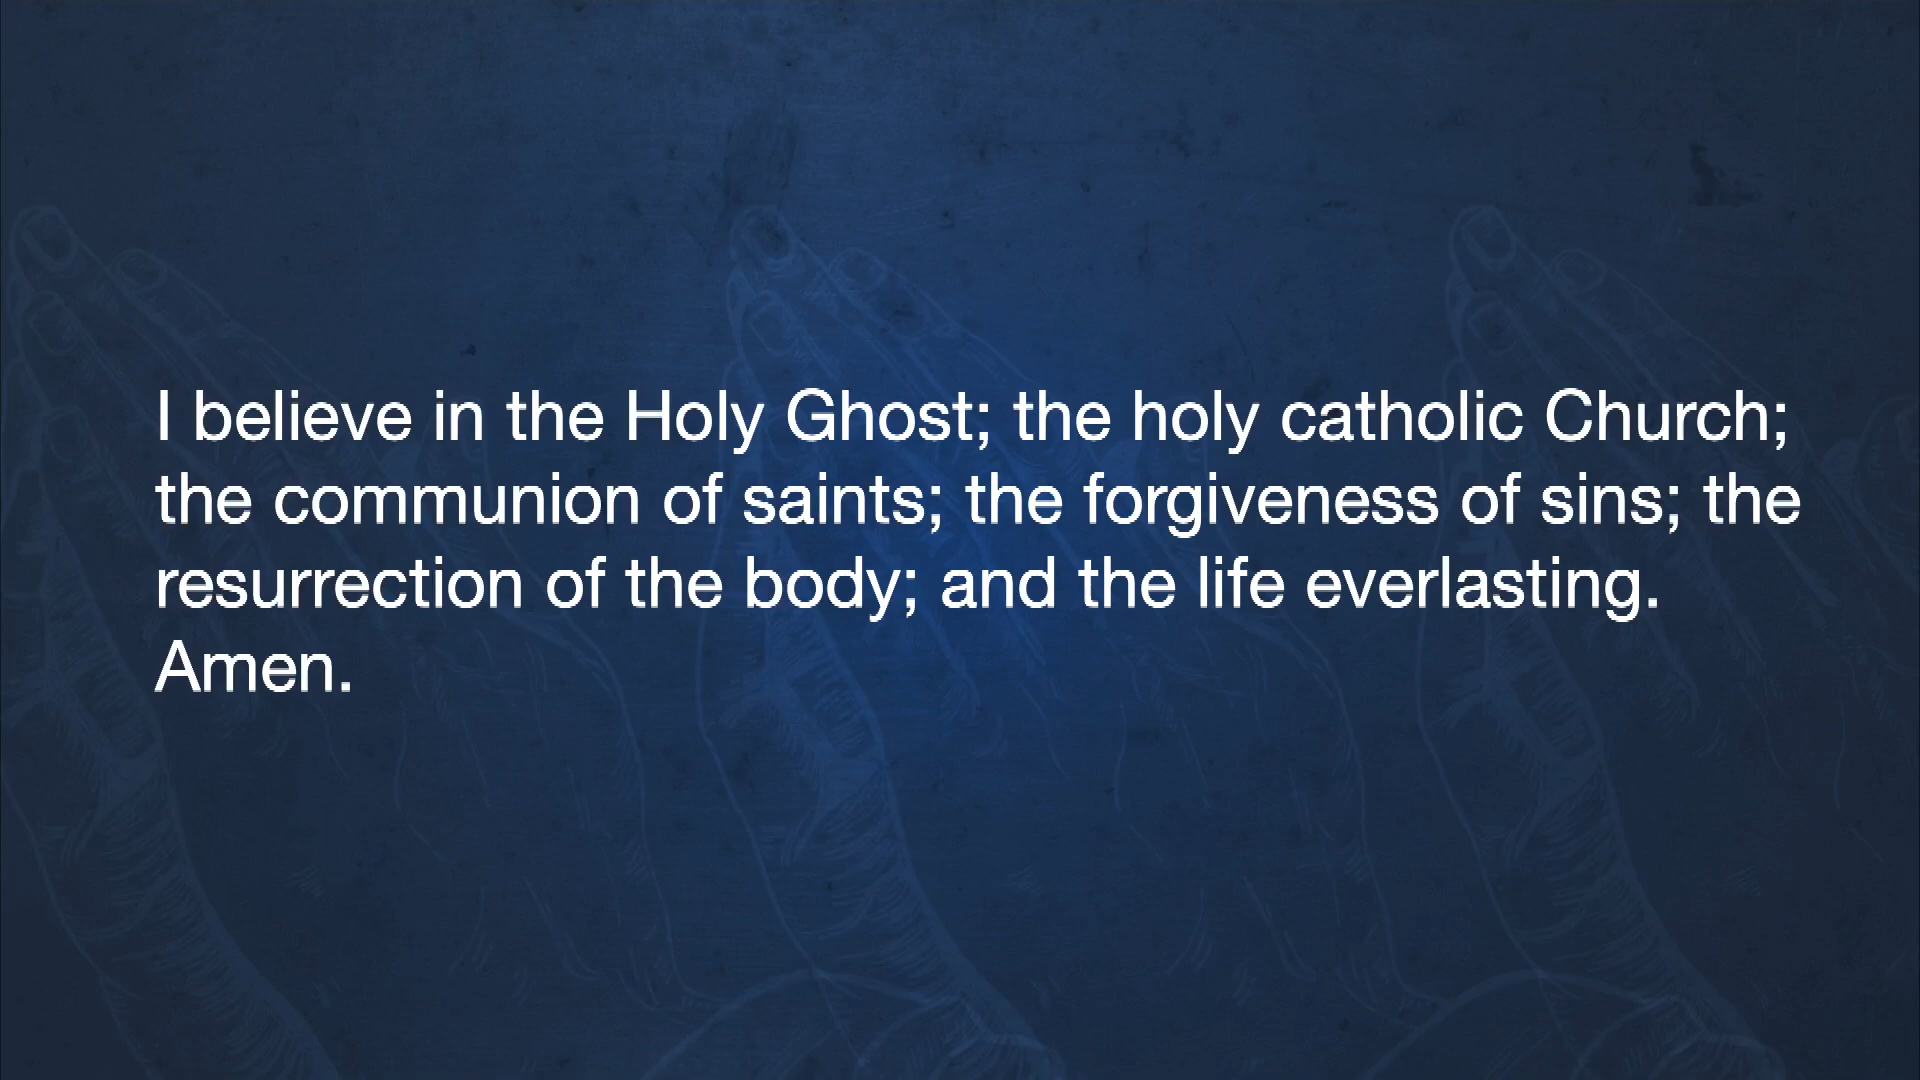 I believe in the Holy Ghost; the holy catholic Church;
the communion of saints; the forgiveness of sins; the
resurrection of the body; and the life everlasting.
Amen.